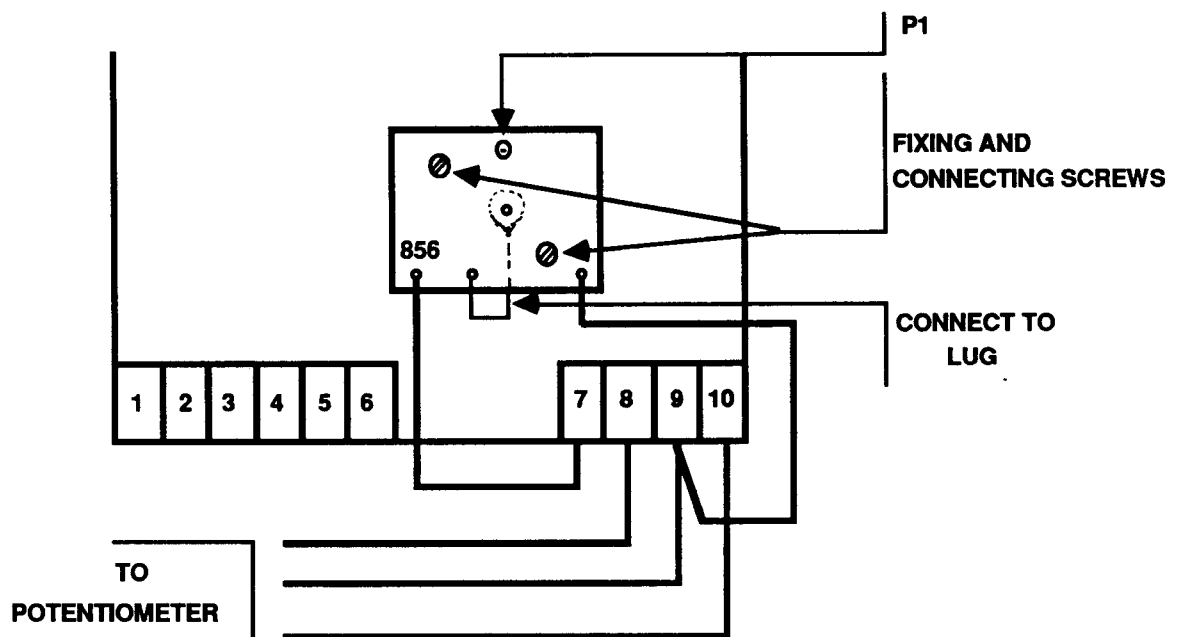 P1
FIXING AND
CONNECTING SCREWS
856
CONNECT TO
LUG
1 2 3 4 5 6 7 8 9 10
TO
POTENTIOMETER